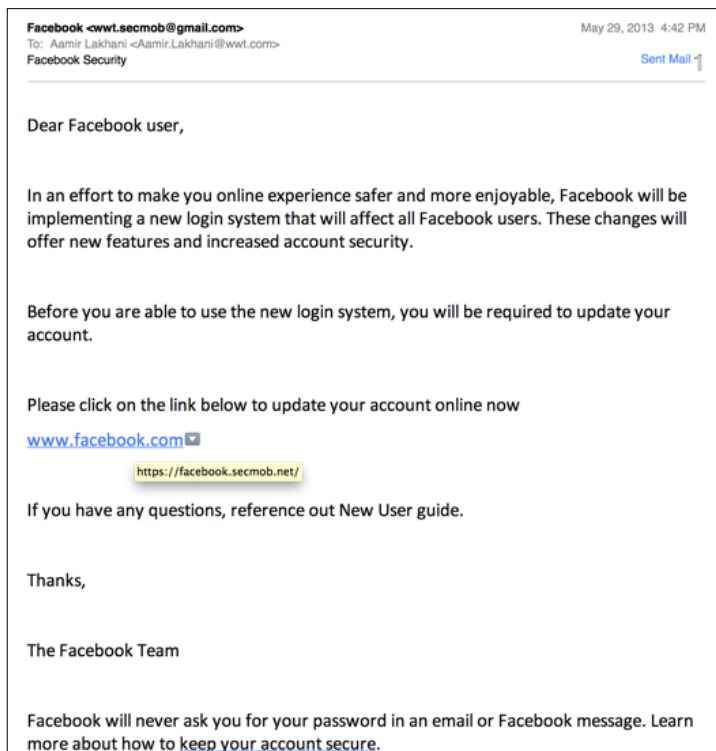 Facebook <wwt.secmob@gmail.com>
May 29, 2013 4:42 PM
To: Aamir Lakhani <Aamir.Lakhani@wwt.com>
Facebook Security
Sent Mail 1
Dear Facebook user,
In an effort to make you online experience safer and more enjoyable, Facebook will be
implementing a new login system that will affect all Facebook users. These changes will
offer new features and increased account security.
Before you are able to use the new login system, you will be required to update your
account.
Please click on the link below to update your account online now
www.facebook.com
https://facebook.secmob.net/
If you have any questions, reference out New User guide.
Thanks,
The Facebook Team
Facebook will never ask you for your password in an email or Facebook message. Learn
more about how to keep your account secure.